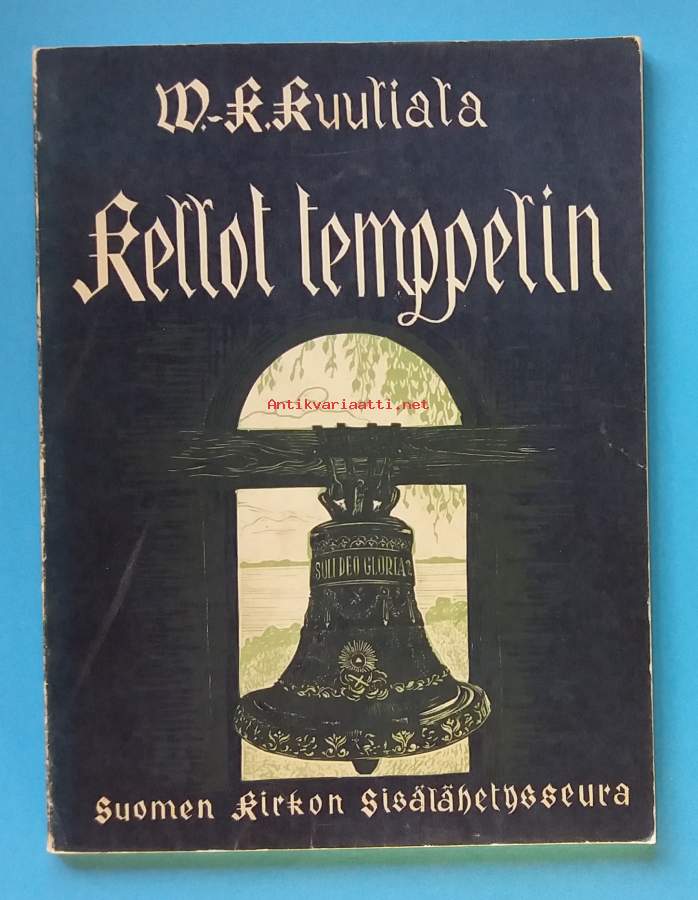 W.-K. Kuuliala
Kellot temppelin
Antikvariaatti.net
SOLI DEO GLORIA
Suomen Kirkon Sisälähetysseura